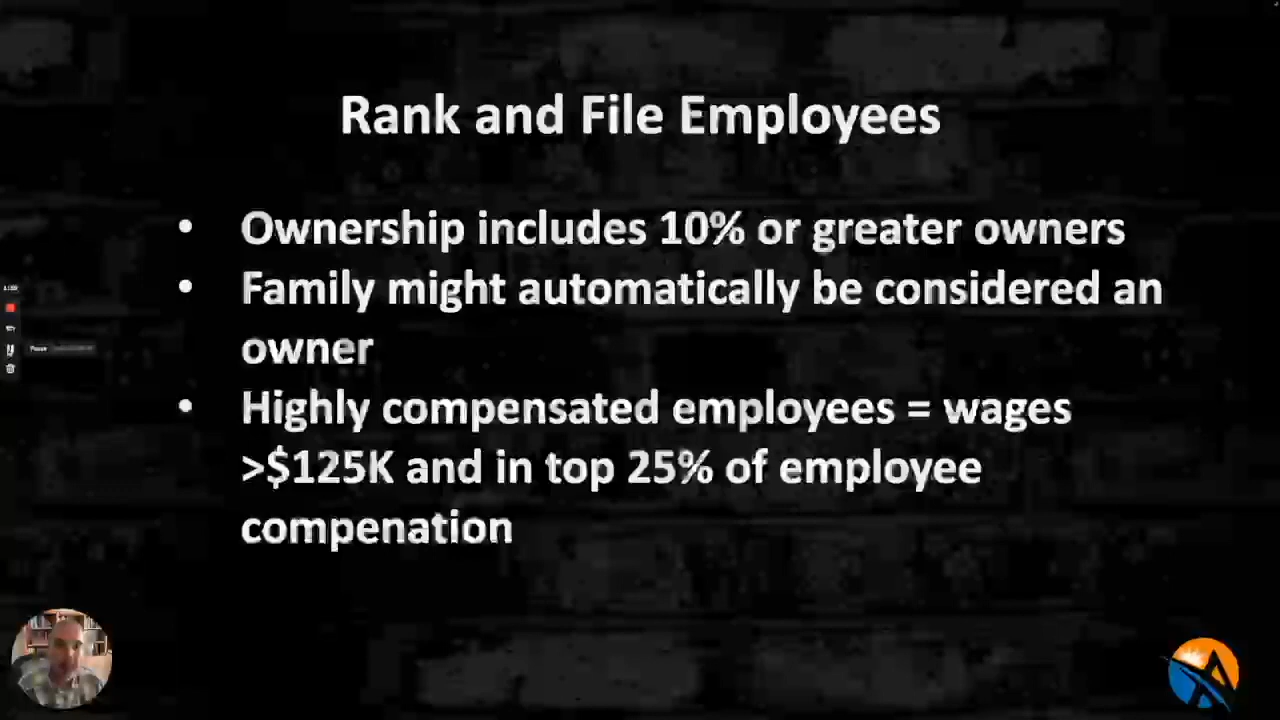 Rank and File Employees
• Ownership includes 10% or greater owners
• Family might automatically be considered an
owner
• Highly compensated employees = wages
>$125K and in top 25% of employee
compenation
Pause